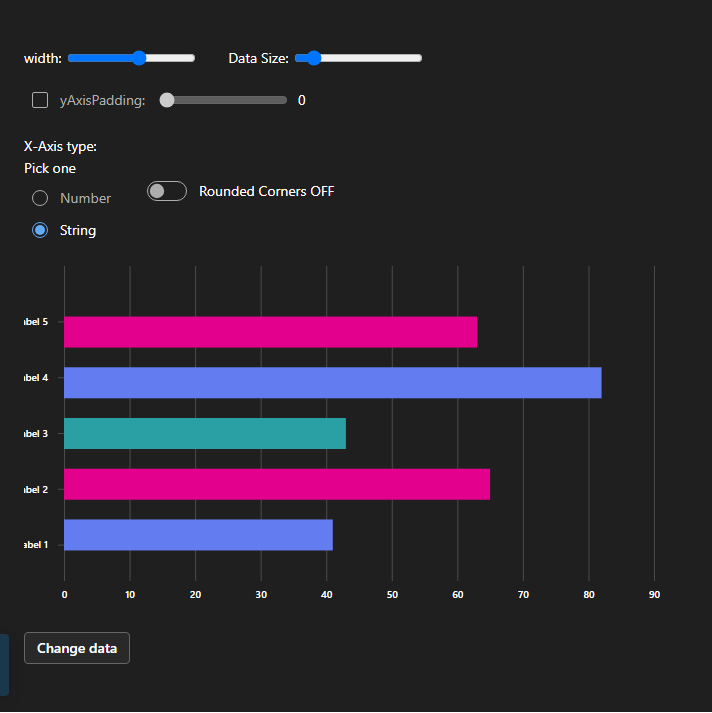 width:
Data Size:
yAxisPadding:
0
X-Axis type:
Pick one
Number
Rounded Corners OFF
String
abel 5
abel 4
abel 3
abel 2
abel 1
0 10 20 30 40 50 60 70 80 90
Change data